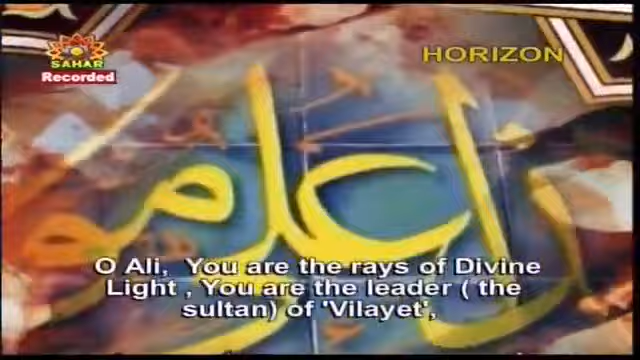 SAHAR
Recorded
HORIZON
O Ali, You are the rays of Divine
Light , You are the leader ( the
sultan) of 'Vilayet',